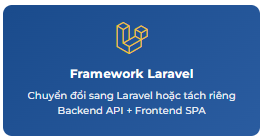 Framework Laravel
Chuyển đổi sang Laravel hoặc tách riêng
Backend API + Frontend SPA